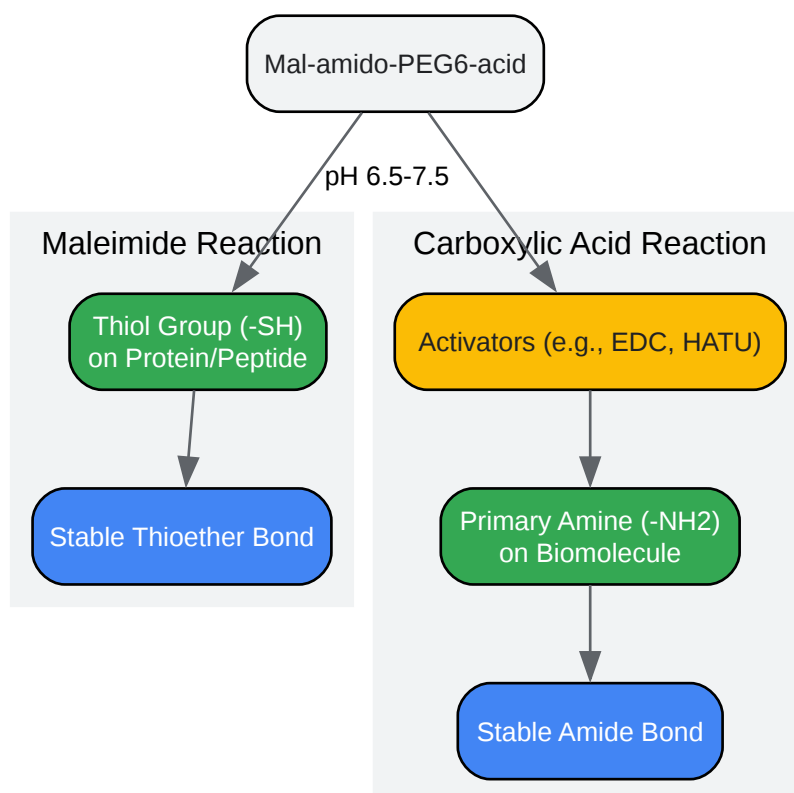 Mal-amido-PEG6-acid
pH 6.5-7.5
Maleimide Reaction
Thiol Group (-SH)
on Protein/Peptide
Stable Thioether Bond
Carboxylic Acid Reaction
Activators (e.g., EDC, HATU)
Primary Amine (-NH2)
on Biomolecule
Stable Amide Bond